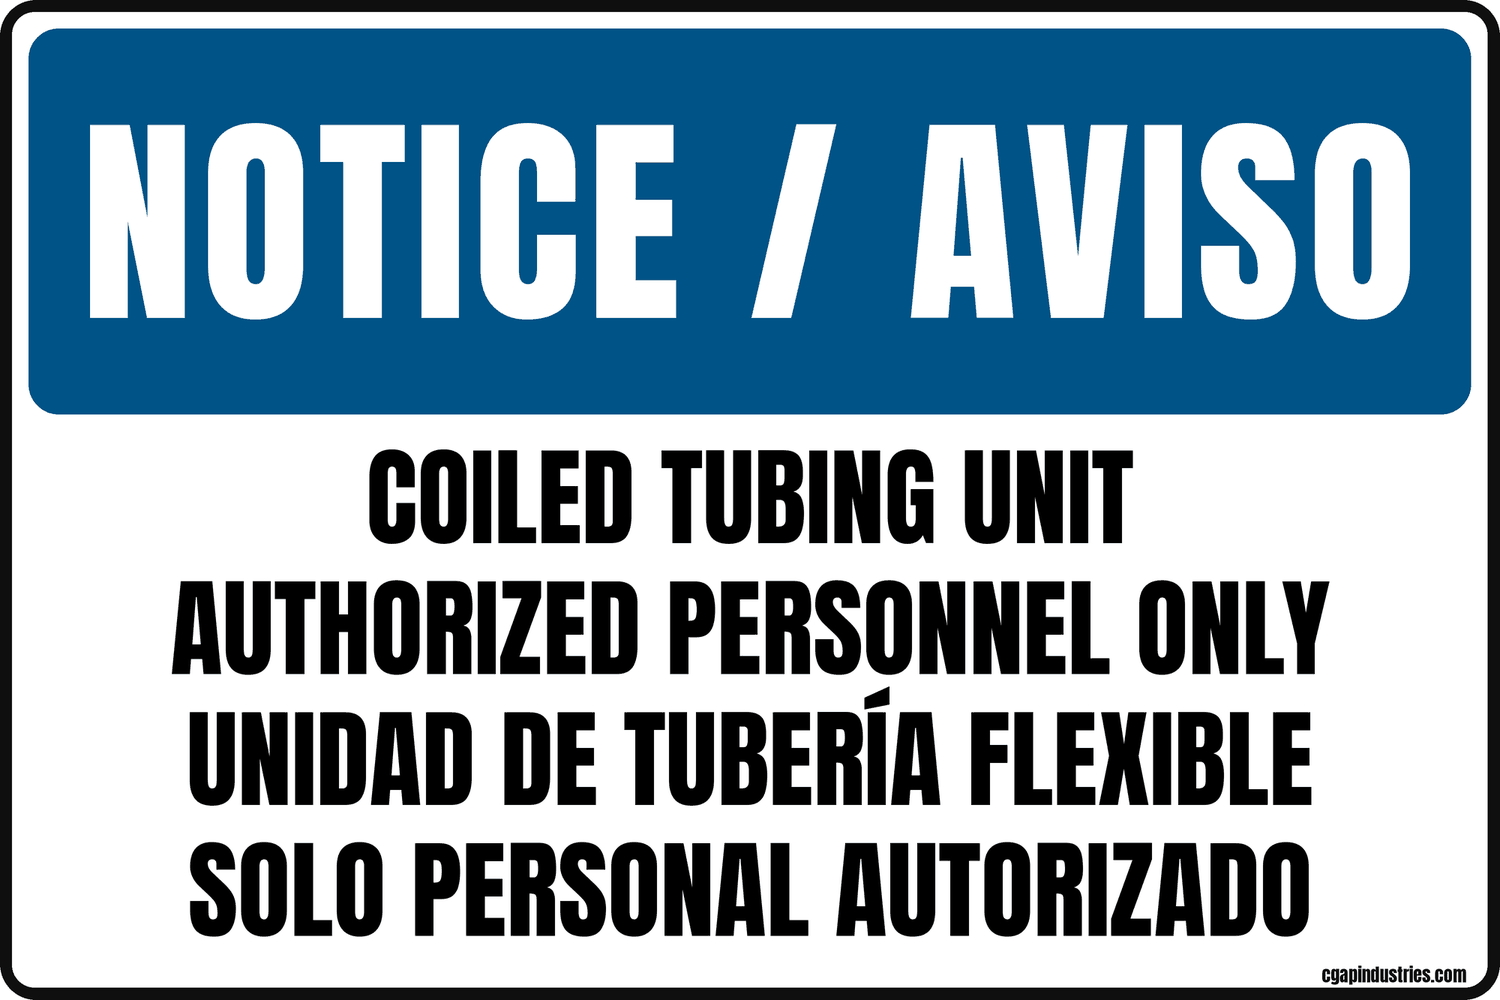 NOTICE / AVISO
COILED TUBING UNIT
AUTHORIZED PERSONNEL ONLY
UNIDAD DE TUBERÍA FLEXIBLE
SOLO PERSONAL AUTORIZADO
cgapindustries.com